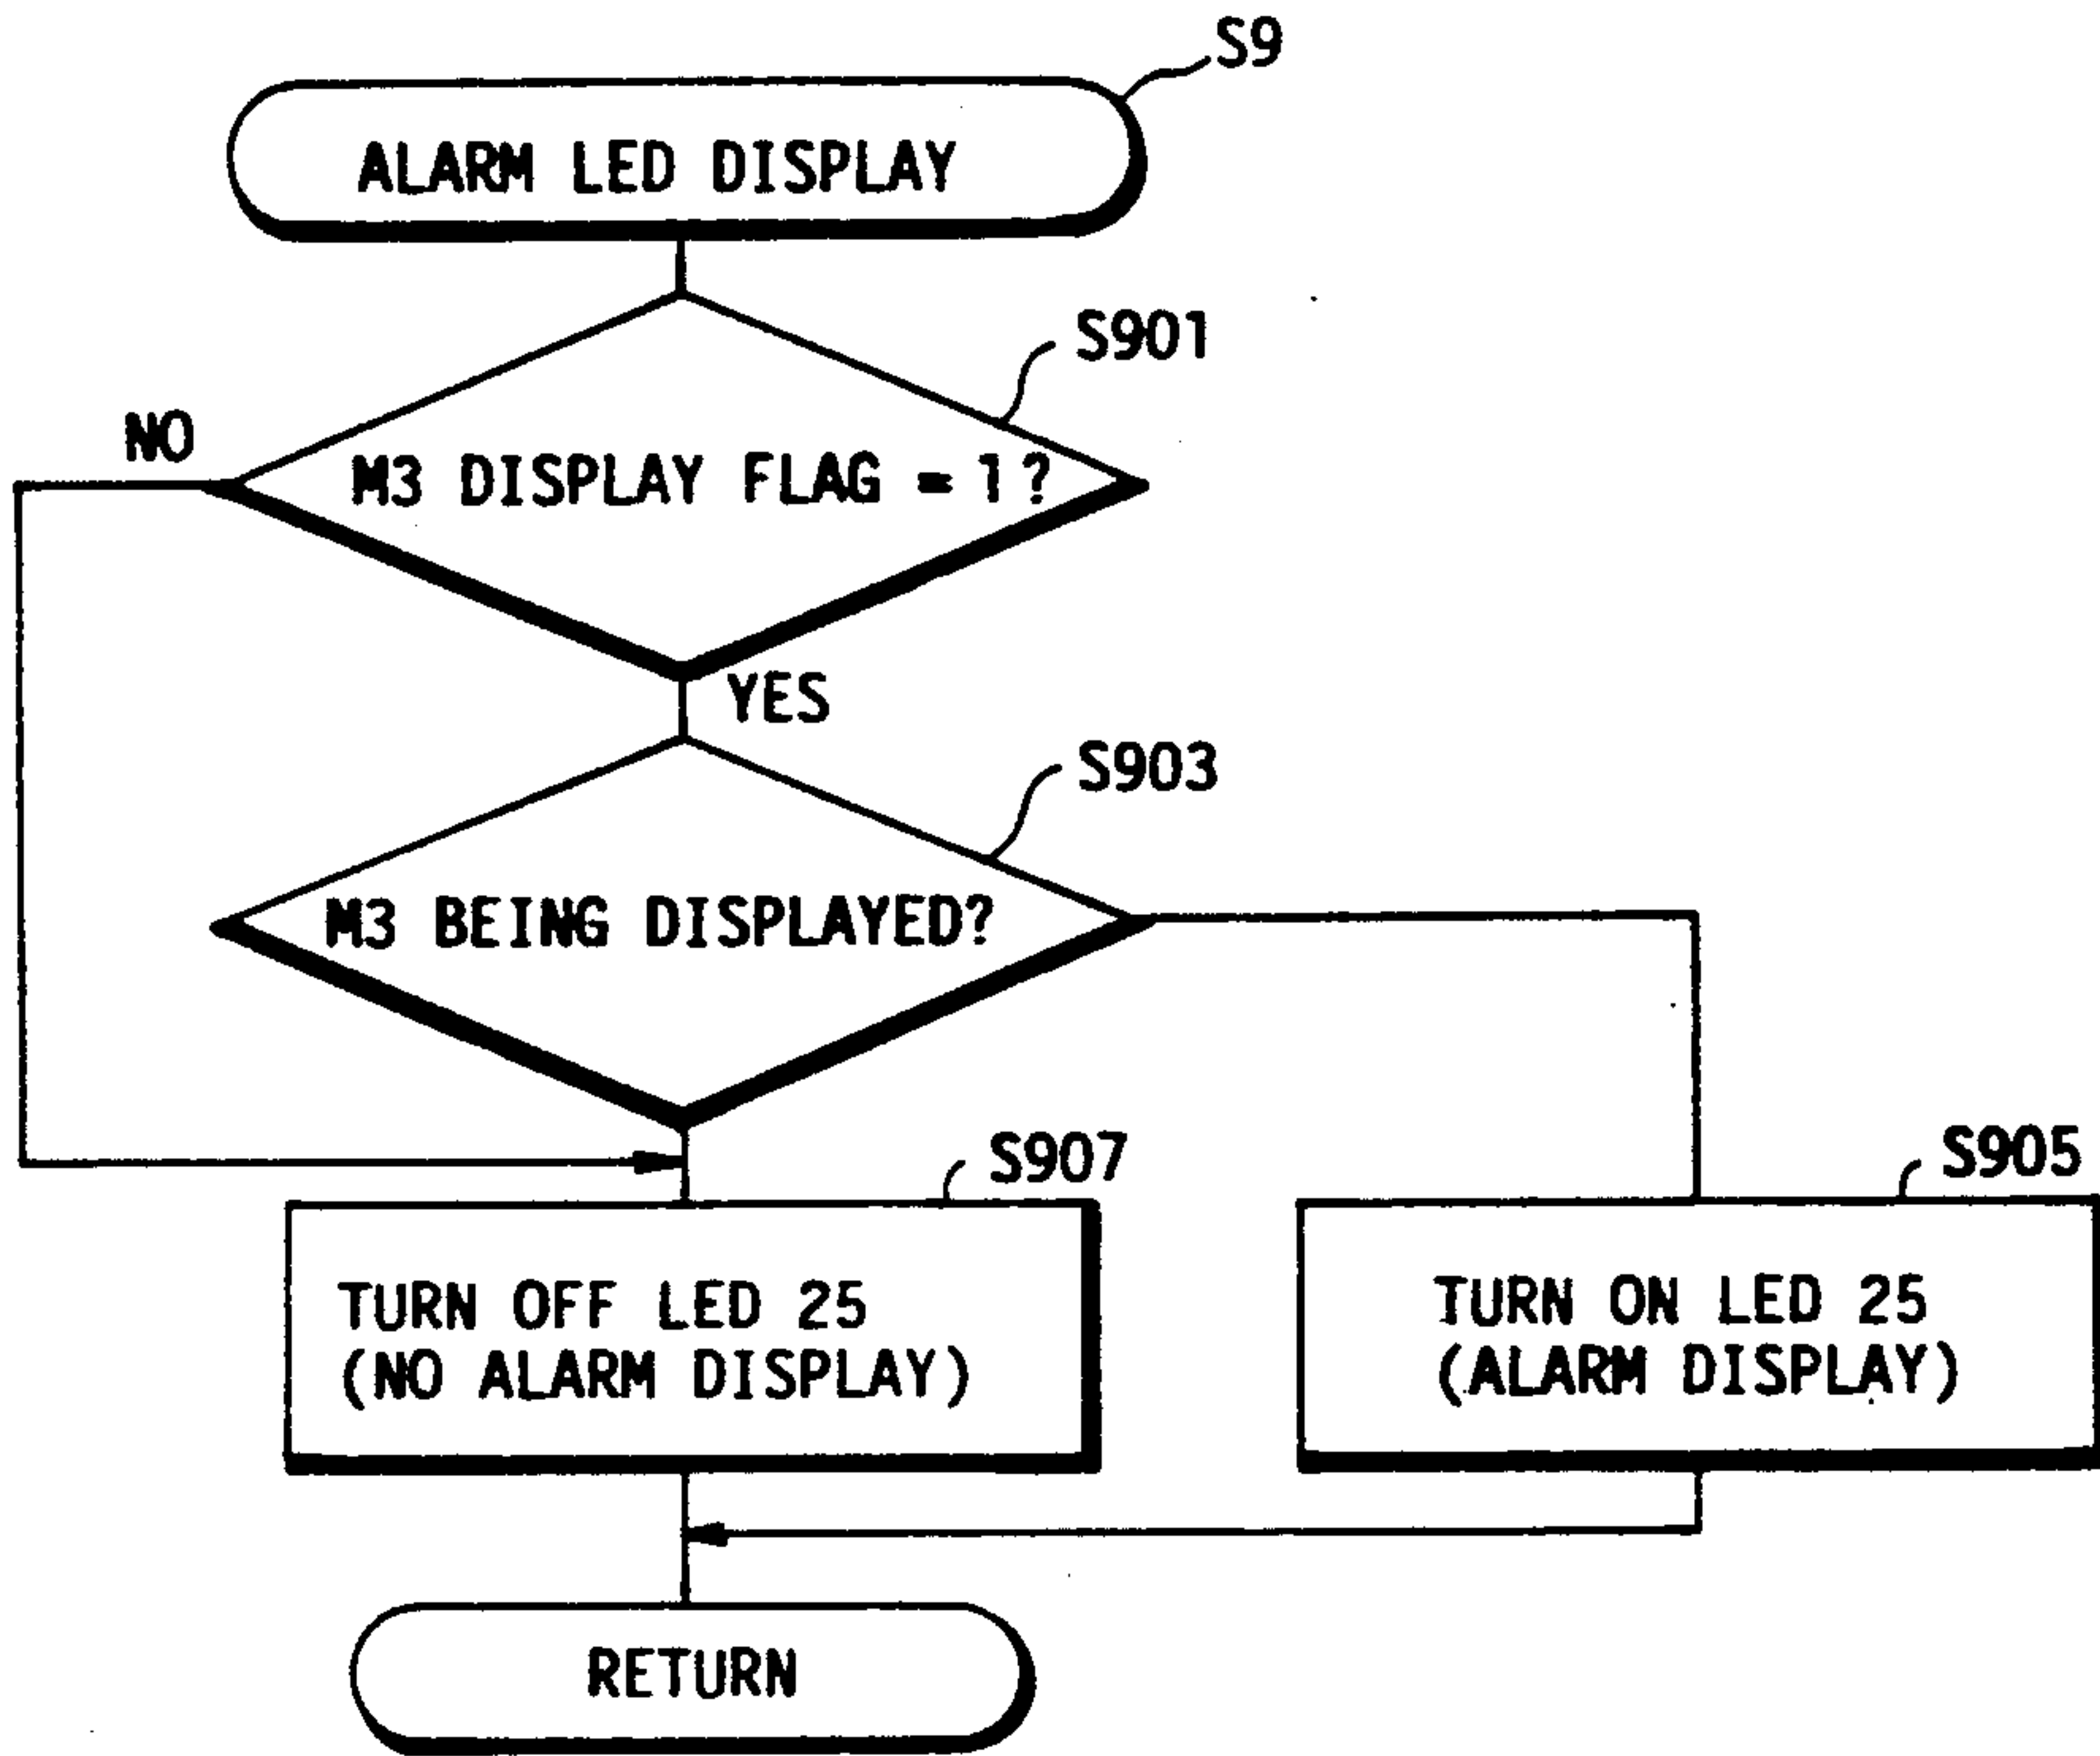 S9
ALARM LED DISPLAY
S901
NO
M3 DISPLAY FLAG = 1?
YES
S903
M3 BEING DISPLAYED?
S907
S905
TURN OFF LED 25
(NO ALARM DISPLAY)
TURN ON LED 25
(ALARM DISPLAY)
RETURN